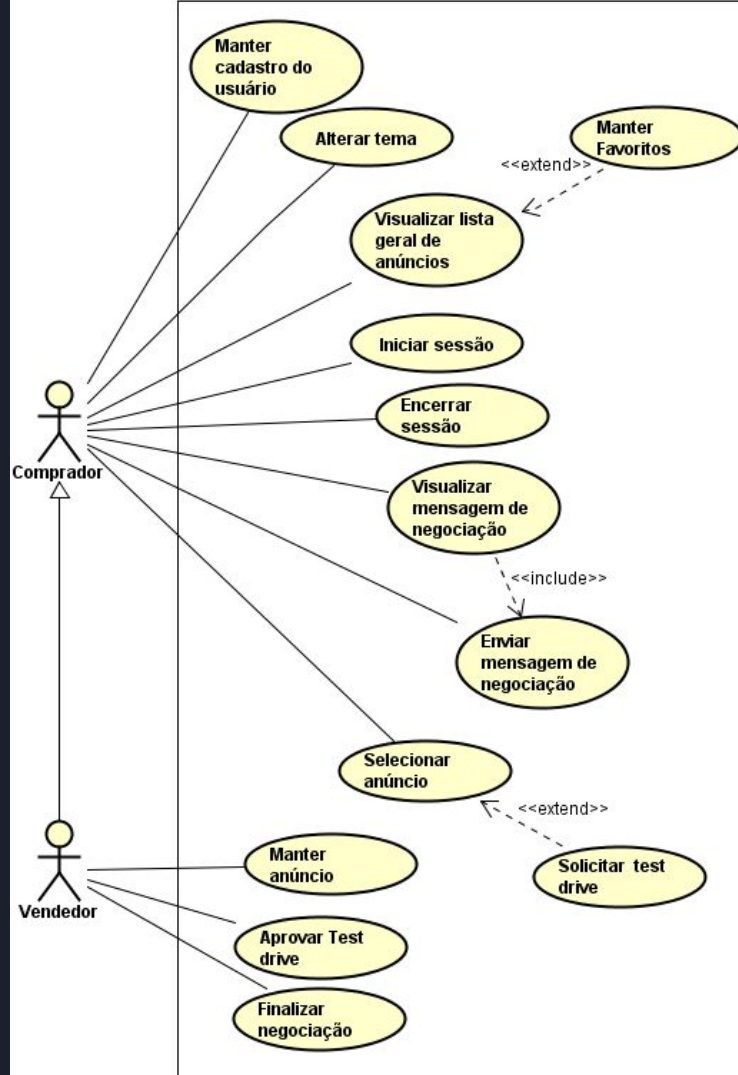 Manter
cadastro do
usuário
Alterar tema
Manter
Favoritos
<<extend>>
Visualizar lista
geral de
anúncios
Iniciar sessão
Encerrar
sessão
Comprador
Visualizar
mensagem de
negociação
<<include>>
Enviar
mensagem de
negociação
Selecionar
anúncio
<<extend>>
Solicitar test
drive
Manter
anúncio
Vendedor
Aprovar Test
drive
Finalizar
negociação